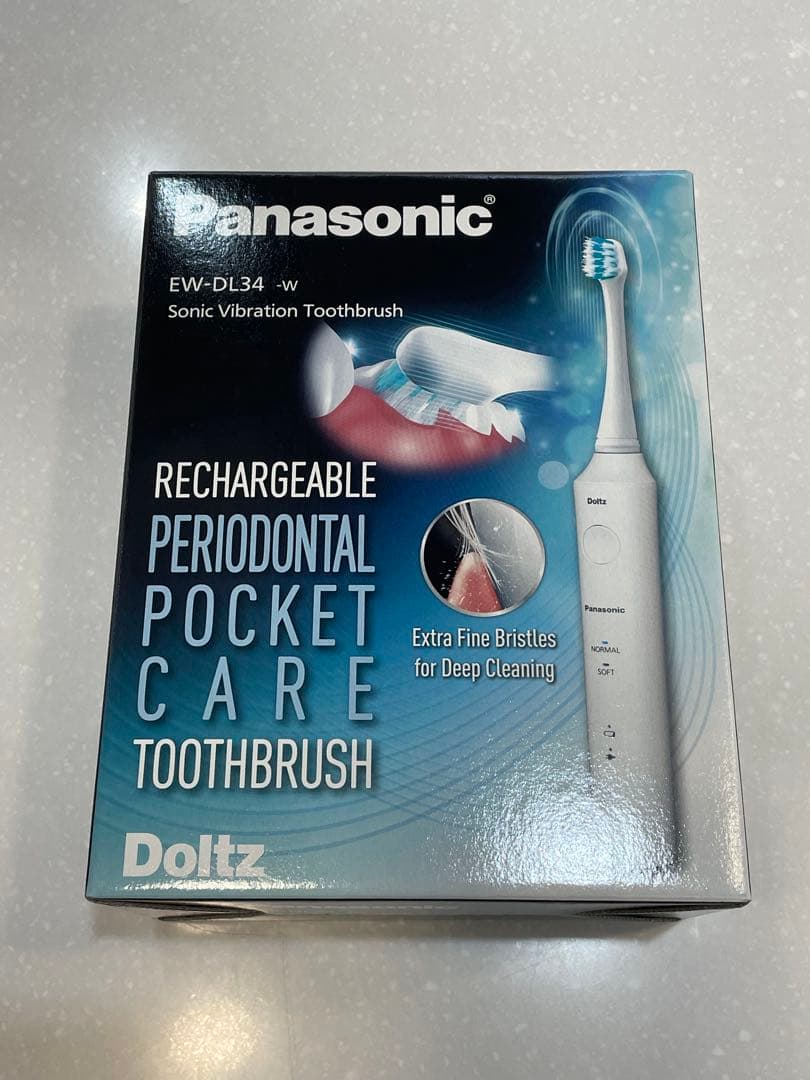 Panasonic®
EW-DL34 -W
Sonic Vibration Toothbrush
RECHARGEABLE
PERIODONTAL
POCKET
CARE
TOOTHBRUSH
Extra Fine Bristles
for Deep Cleaning
Doltz
Panasonic
NORMAL
SOFT
Doltz
Panasonic